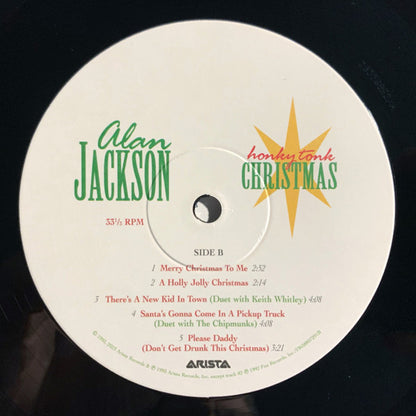 Alan
JACKSON
honky tonk
CHRISTMAS
33⅓ RPM
SIDE B
1 Merry Christmas To Me 2:52
2 A Holly Jolly Christmas 2:14
3 There's A New Kid In Town (Duet with Keith Whitley) 4:08
4 Santa's Gonna Come In A Pickup Truck
(Duet with The Chipmunks) 4:08
5 Please Daddy
(Don't Get Drunk This Christmas) 3:21
ARISTA